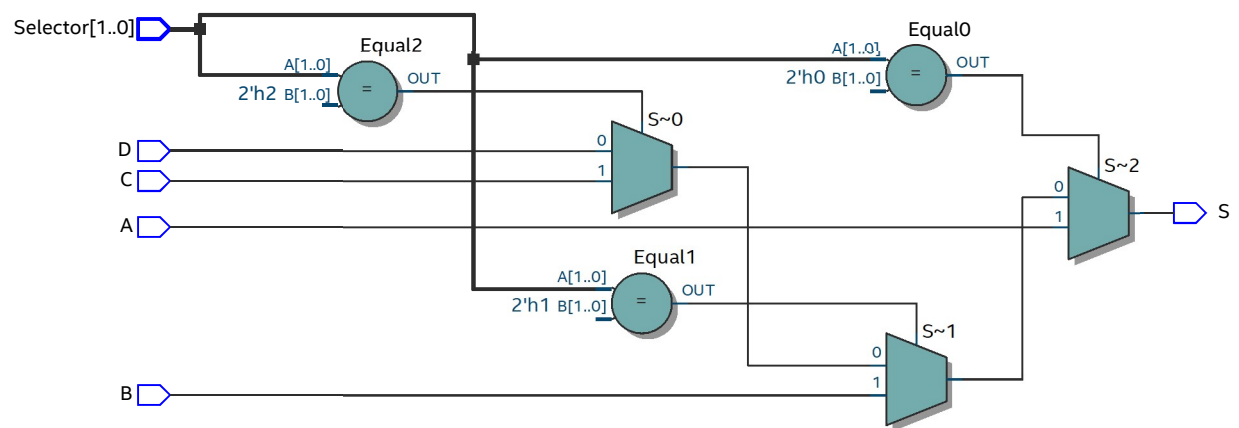 Selector[1..0]
Equal2
A[1..0]
2'h2 B[1..0]
=
OUT
Equal0
A[1..0]
2'h0 B[1..0]
=
OUT
S~0
D
0
C
1
S~2
0
A
1
S
Equal1
A[1..0]
2'h1 B[1..0]
=
OUT
S~1
0
B
1